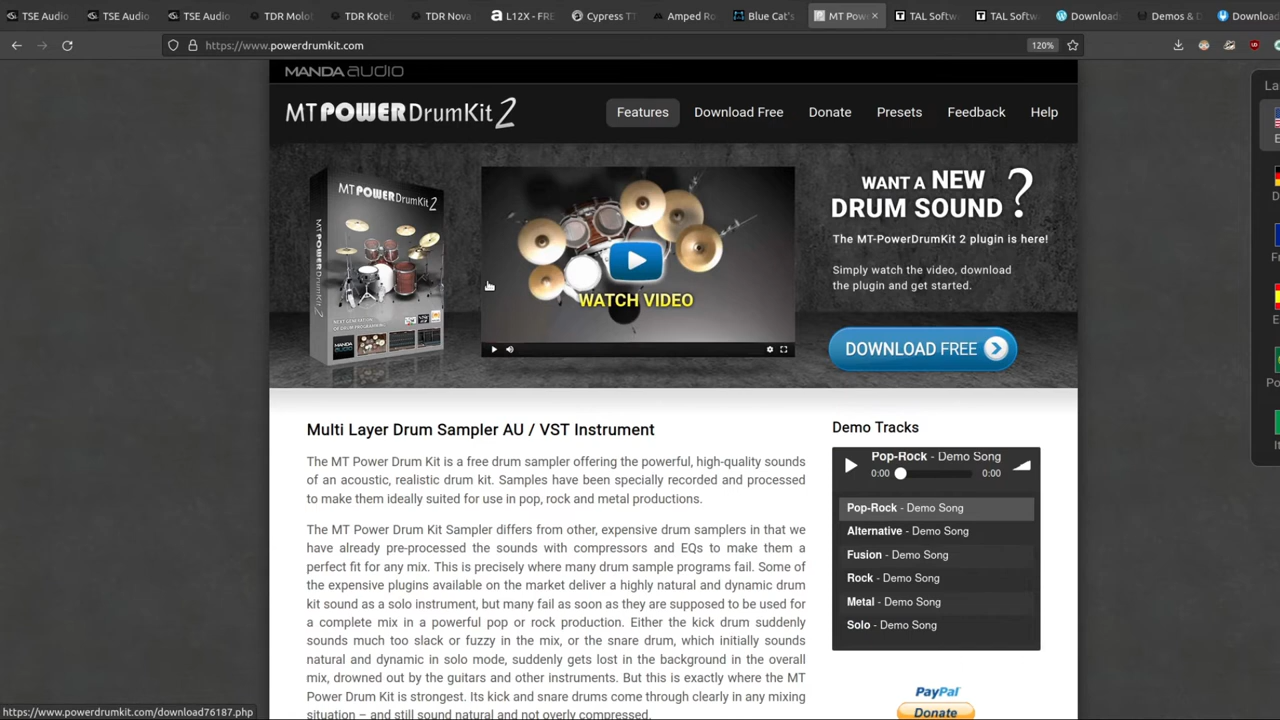 TSE Audio
TSE Audio
TSE Audio
TDR Molot
TDR Kotel
TDR Nova
L12X - FRE
Cypress TT
Amped Ro
Blue Cat's
MT Pow
TAL Softw
TAL Softw
Download
Demos & D
Download
https://www.powerdrumkit.com
120%
MANDA audio
La
MT POWER DrumKit 2
Features
Download Free
Donate
Presets
Feedback
Help
MT POWER DrumKit 2
WATCH VIDEO
WANT A NEW
DRUM SOUND ?
The MT-PowerDrumKit 2 plugin is here!
Simply watch the video, download
the plugin and get started.
DOWNLOAD FREE
Multi Layer Drum Sampler AU / VST Instrument
The MT Power Drum Kit is a free drum sampler offering the powerful, high-quality sounds
of an acoustic, realistic drum kit. Samples have been specially recorded and processed
to make them ideally suited for use in pop, rock and metal productions.
The MT Power Drum Kit Sampler differs from other, expensive drum samplers in that we
have already pre-processed the sounds with compressors and EQs to make them a
perfect fit for any mix. This is precisely where many drum sample programs fail. Some of
the expensive plugins available on the market deliver a highly natural and dynamic drum
kit sound as a solo instrument, but many fail as soon as they are supposed to be used for
a complete mix in a powerful pop or rock production. Either the kick drum suddenly
sounds much too slack or fuzzy in the mix, or the snare drum, which initially sounds
natural and dynamic in solo mode, suddenly gets lost in the background in the overall
mix, drowned out by the guitars and other instruments. But this is exactly where the MT
Power Drum Kit is strongest. Its kick and snare drums come through clearly in any mixing
situation – and still sound natural and not overly compressed.
Demo Tracks
Pop-Rock - Demo Song
0:00
0:00
Pop-Rock - Demo Song
Alternative - Demo Song
Fusion - Demo Song
Rock - Demo Song
Metal - Demo Song
Solo - Demo Song
PayPal
Donate
https://www.powerdrumkit.com/download76187.php